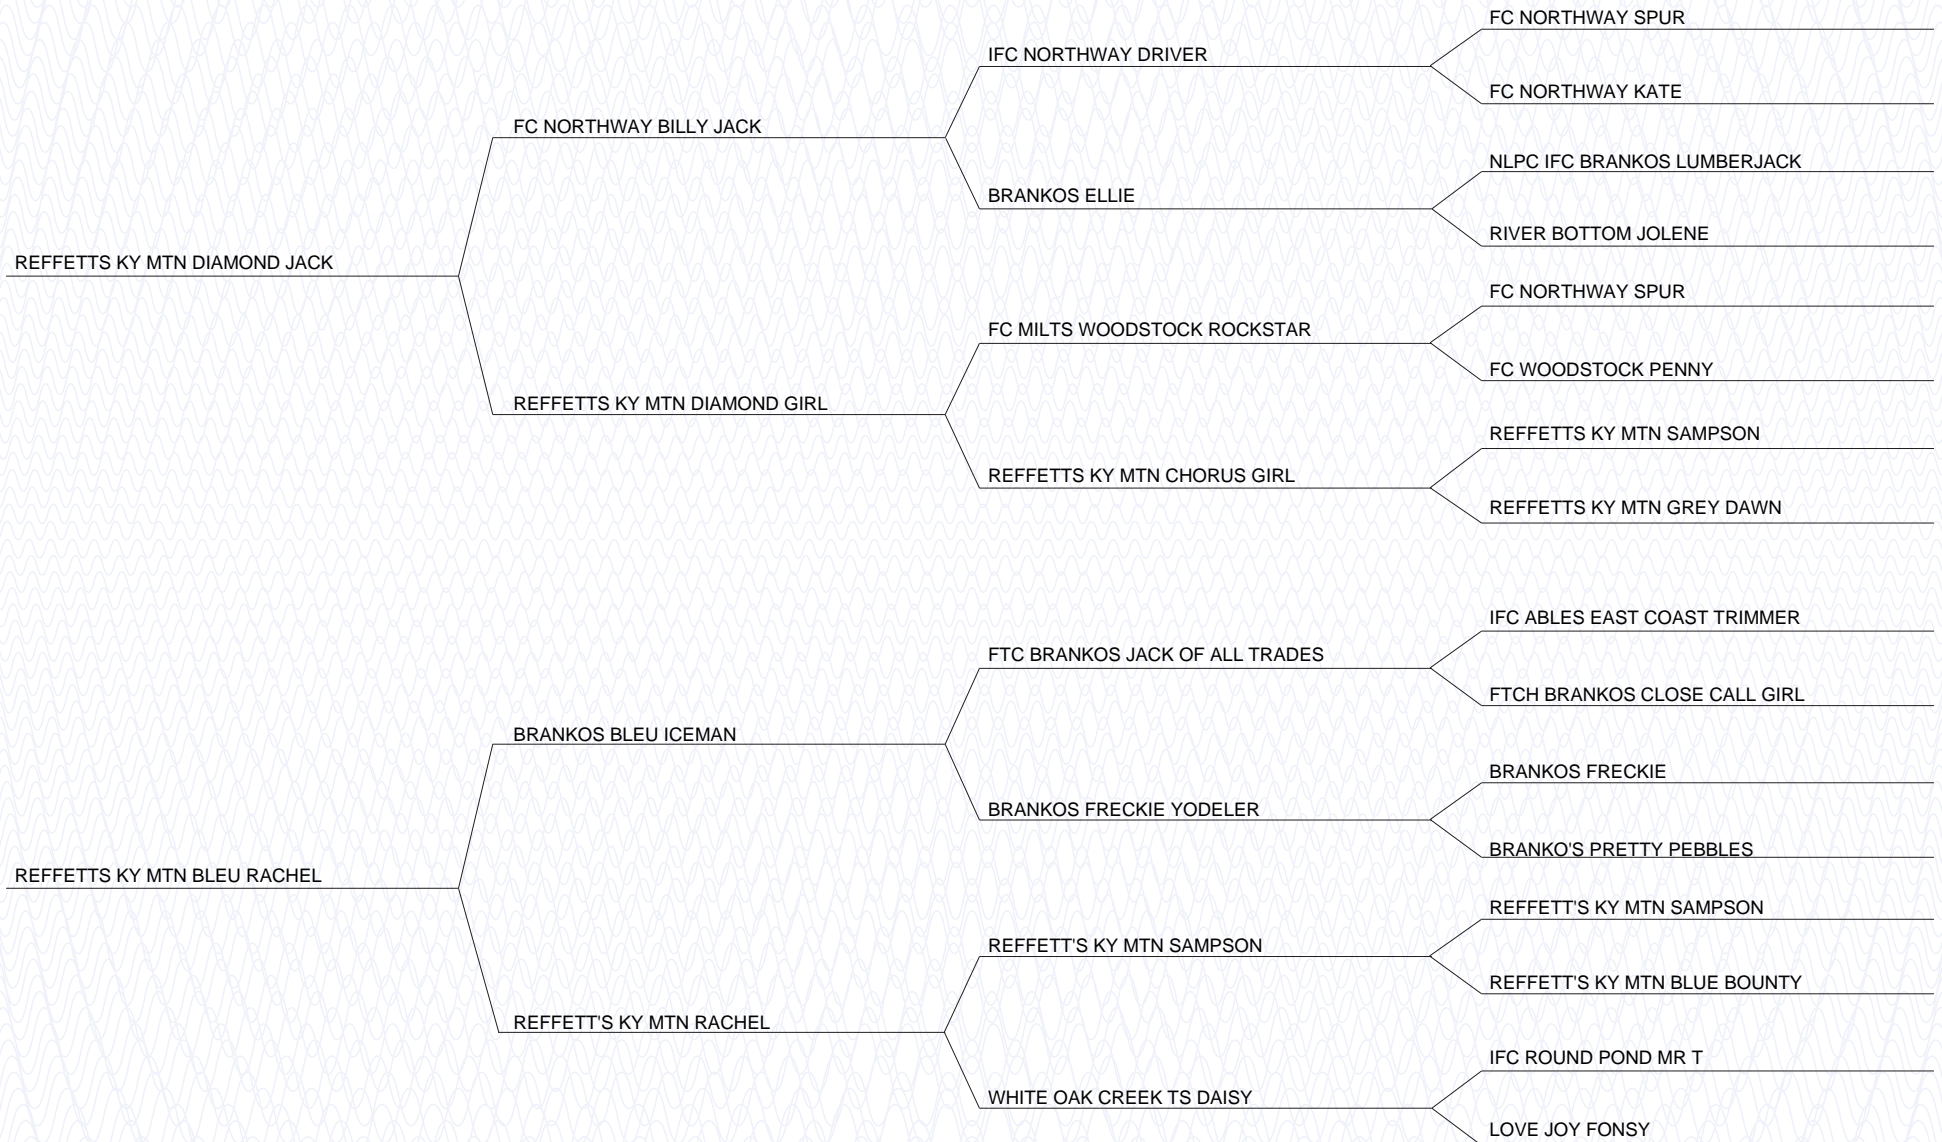 FC NORTHWAY SPUR
IFC NORTHWAY DRIVER
FC NORTHWAY KATE
FC NORTHWAY BILLY JACK
NLPC IFC BRANKOS LUMBERJACK
BRANKOS ELLIE
RIVER BOTTOM JOLENE
REFFETTS KY MTN DIAMOND JACK
FC NORTHWAY SPUR
FC MILTS WOODSTOCK ROCKSTAR
FC WOODSTOCK PENNY
REFFETTS KY MTN DIAMOND GIRL
REFFETTS KY MTN SAMPSON
REFFETTS KY MTN CHORUS GIRL
REFFETTS KY MTN GREY DAWN
IFC ABLES EAST COAST TRIMMER
FTC BRANKOS JACK OF ALL TRADES
FTCH BRANKOS CLOSE CALL GIRL
BRANKOS BLEU ICEMAN
BRANKOS FRECKIE
BRANKOS FRECKIE YODELER
BRANKO'S PRETTY PEBBLES
REFFETTS KY MTN BLEU RACHEL
REFFETT'S KY MTN SAMPSON
REFFETT'S KY MTN SAMPSON
REFFETT'S KY MTN BLUE BOUNTY
REFFETT'S KY MTN RACHEL
IFC ROUND POND MR T
WHITE OAK CREEK TS DAISY
LOVE JOY FONSY